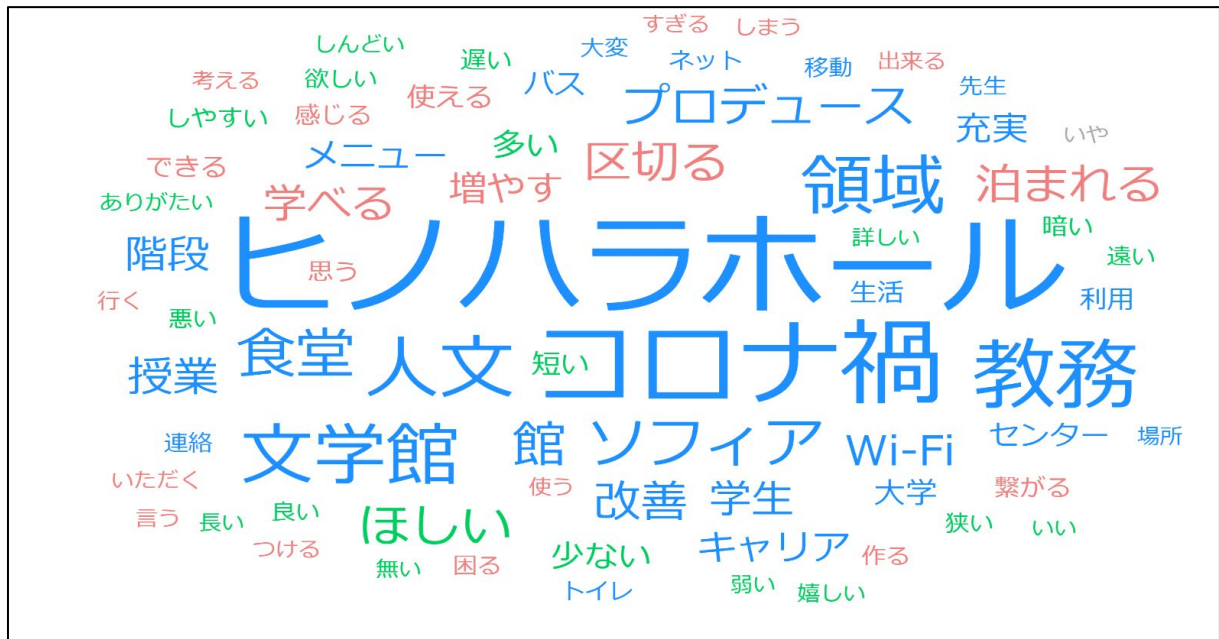 すぎる
しまう
しんどい
大変
遅い
ネット
移動
出来る
考える
欲しい
バス
先生
使える
プロデュース
しやすい
感じる
充実
いや
メニュー
多い
区切る
できる
領域
泊まれる
学べる
増やす
ありがたい
ヒノハラホール
詳しい
暗い
階段
思う
遠い
生活
行く
利用
悪い
食堂
人文
短い
コロナ禍
教務
授業
文学館
館
ソフィア
Wi-Fi
センター
場所
連絡
いただく
使う
改善
学生
大学
繋がる
言う
長い
良い
ほしい
狭い
いい
つける
少ない
キャリア
作る
無い
困る
トイレ
弱い
嬉しい